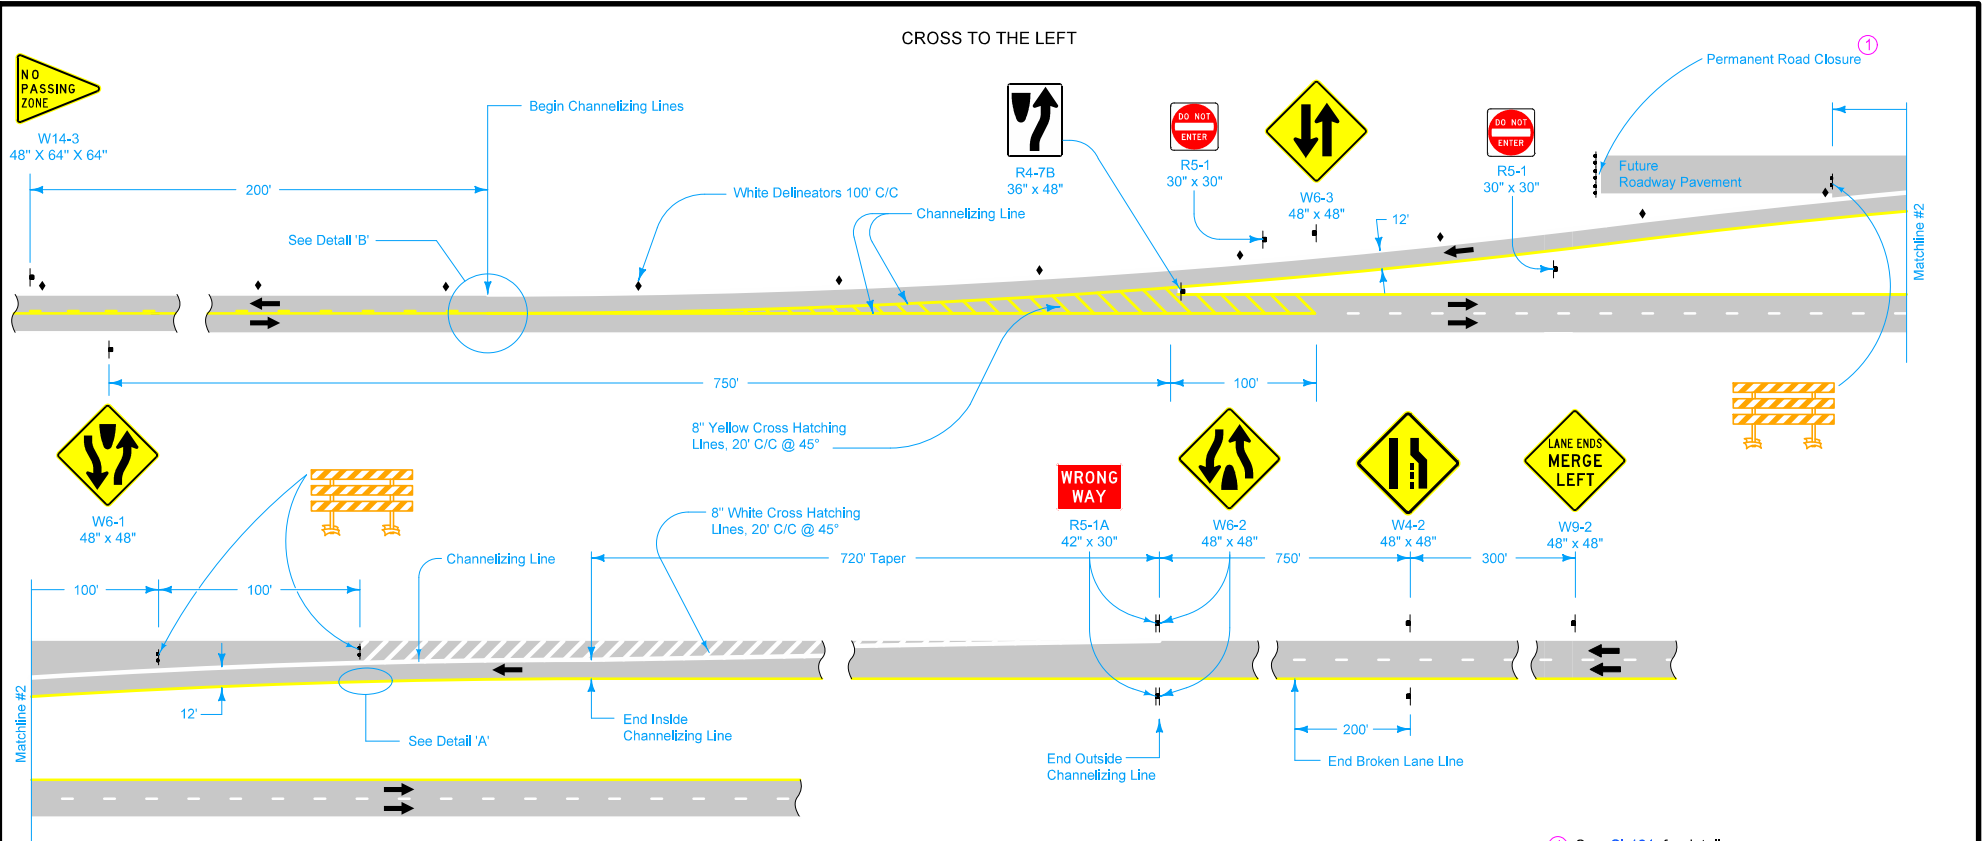 CROSS TO THE LEFT
NO
PASSING
ZONE
W14-3
48" X 64" X 64"
200'
Begin Channelizing Lines
See Detail 'B'
White Delineators 100' C/C
Channelizing Line
R4-7B
36" x 48"
DO NOT
ENTER
R5-1
30" x 30"
W6-3
48" x 48"
12'
DO NOT
ENTER
R5-1
30" x 30"
Permanent Road Closure
1
Future
Roadway Pavement
Matchline #2
750'
100'
8" Yellow Cross Hatching
Lines, 20' C/C @ 45°
W6-1
48" x 48"
8" White Cross Hatching
Lines, 20' C/C @ 45°
WRONG
WAY
R5-1A
42" x 30"
W6-2
48" x 48"
W4-2
48" x 48"
LANE ENDS
MERGE
LEFT
W9-2
48" x 48"
100'
100'
Channelizing Line
720' Taper
750'
300'
Matchline #2
12'
See Detail 'A'
End Inside
Channelizing Line
End Outside
Channelizing Line
200'
End Broken Lane Line